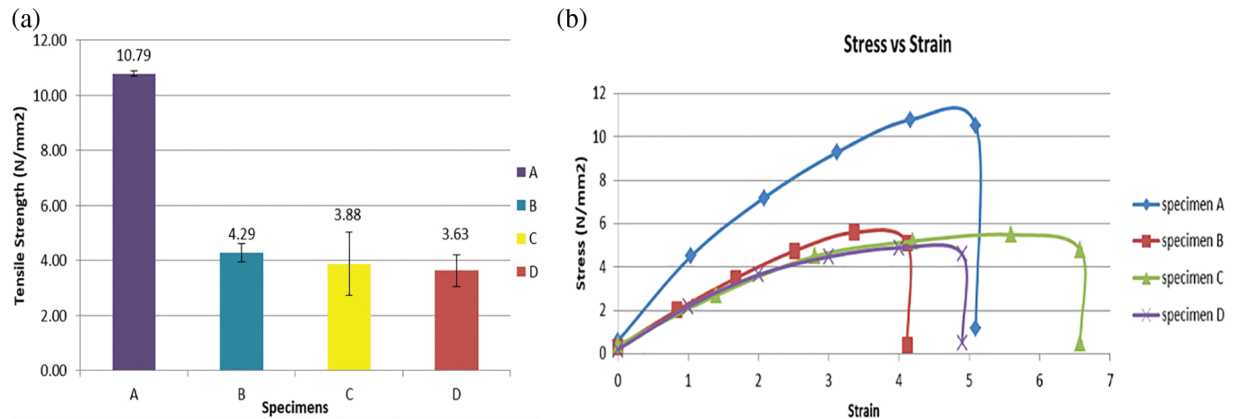 (a)
12.00
10.00
8.00
6.00
4.00
2.00
0.00
Tensile Strength (N/mm2)
10.79
4.29
3.88
3.63
A
B
C
D
Specimens
A
B
C
D
(b)
Stress vs Strain
12
10
8
6
4
2
0
Stress (N/mm2)
0
1
2
3
4
5
6
7
Strain
specimen A
specimen B
specimen C
specimen D